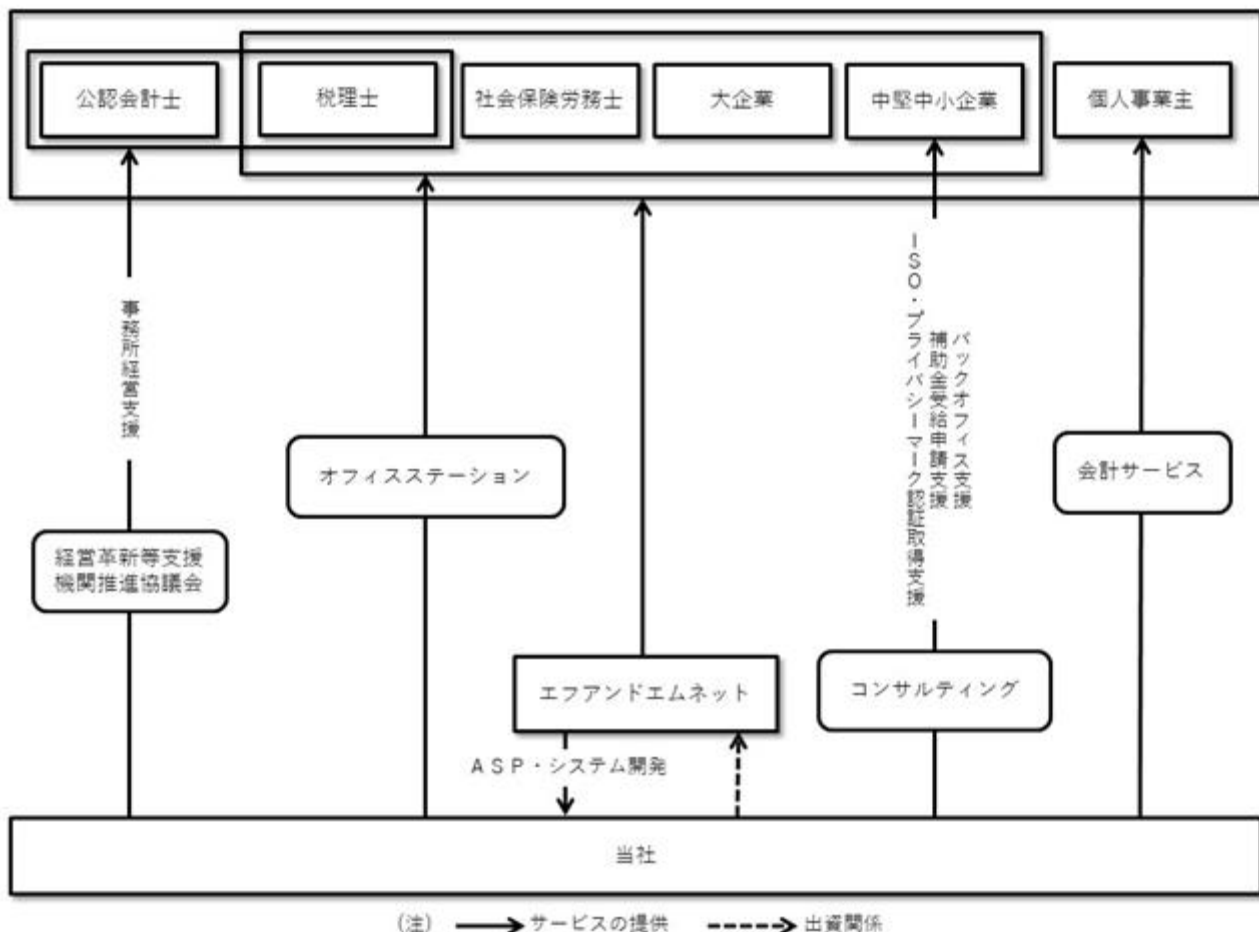 公認会計士
税理士
社会保険労務士
大企業
中堅中小企業
個人事業主
事務所経営支援
ISO・プライバシーマーク認証取得支援
補助金受給申請支援
バックオフィス支援
オフィスステーション
会計サービス
経営革新等支援
機関推進協議会
エフアンドエムネット
コンサルティング
ASP・システム開発
当社
(注) サービスの提供 出資関係